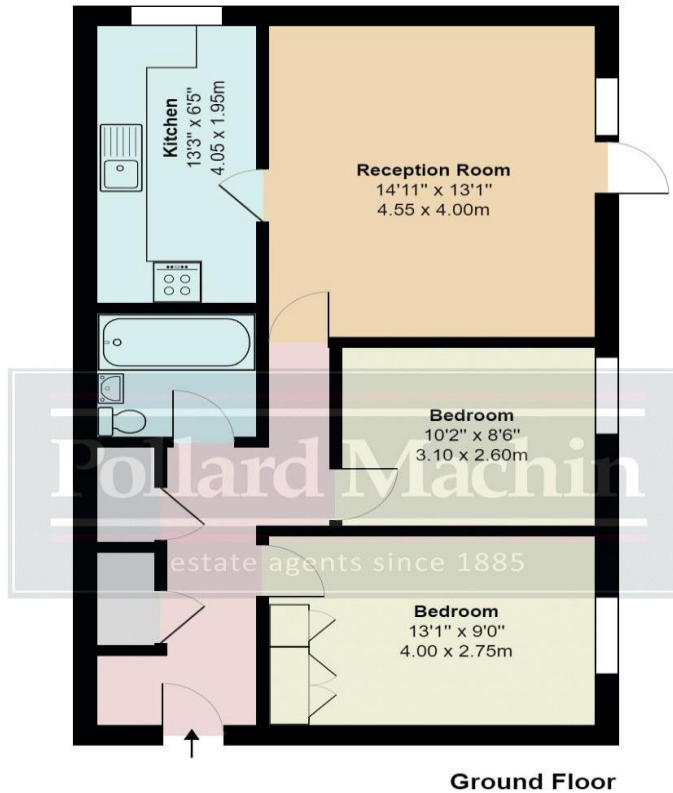 Kitchen
13'3" x 6'5"
4.05 x 1.95m
Reception Room
14'11" x 13'1"
4.55 x 4.00m
Bedroom
10'2" x 8'6"
3.10 x 2.60m
Pollard Machin
estate agents since 1885
Bedroom
13'1" x 9'0"
4.00 x 2.75m
Ground Floor